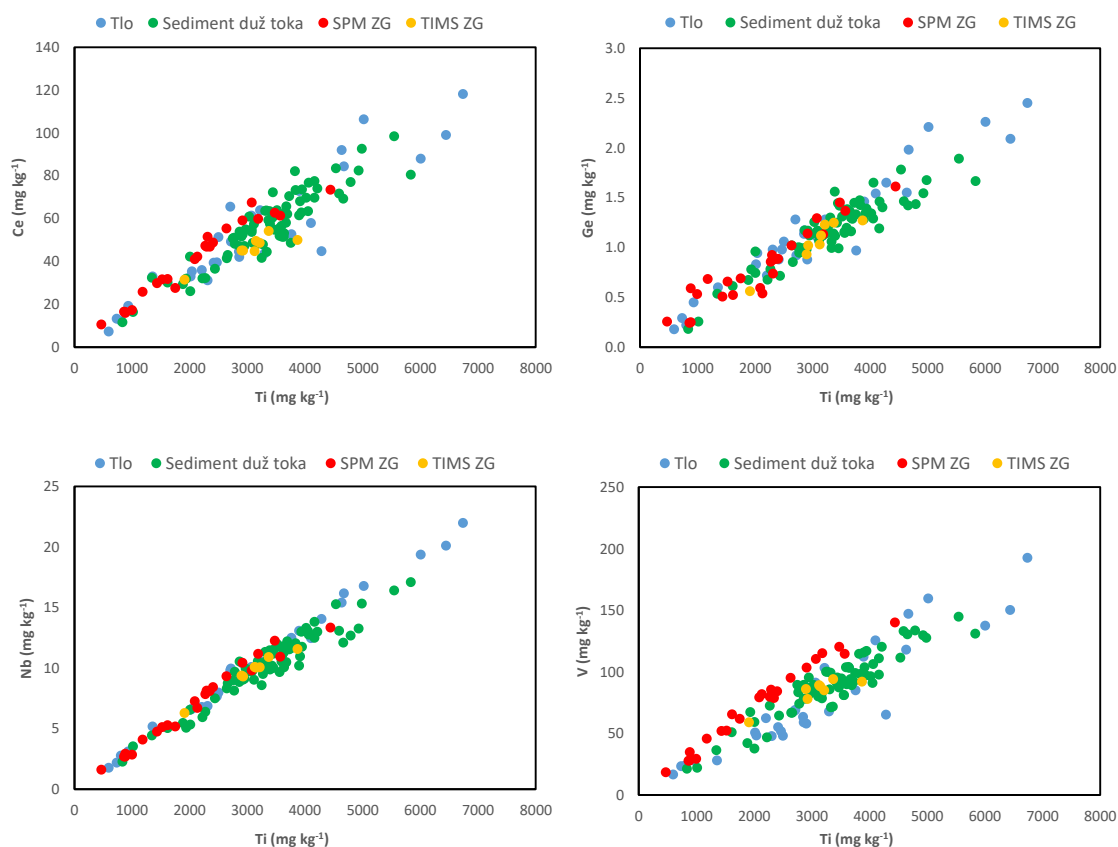 Tlo Sediment duž toka SPM ZG TIMS ZG
140
120
100
80
60
40
20
0
Ce (mg kg⁻¹)
0 1000 2000 3000 4000 5000 6000 7000 8000
Ti (mg kg⁻¹)
Tlo Sediment duž toka SPM ZG TIMS ZG
3.0
2.5
2.0
1.5
1.0
0.5
0.0
Ge (mg kg⁻¹)
0 1000 2000 3000 4000 5000 6000 7000 8000
Ti (mg kg⁻¹)
Tlo Sediment duž toka SPM ZG TIMS ZG
25
20
15
10
5
0
Nb (mg kg⁻¹)
0 1000 2000 3000 4000 5000 6000 7000 8000
Ti (mg kg⁻¹)
Tlo Sediment duž toka SPM ZG TIMS ZG
250
200
150
100
50
0
V (mg kg⁻¹)
0 1000 2000 3000 4000 5000 6000 7000 8000
Ti (mg kg⁻¹)